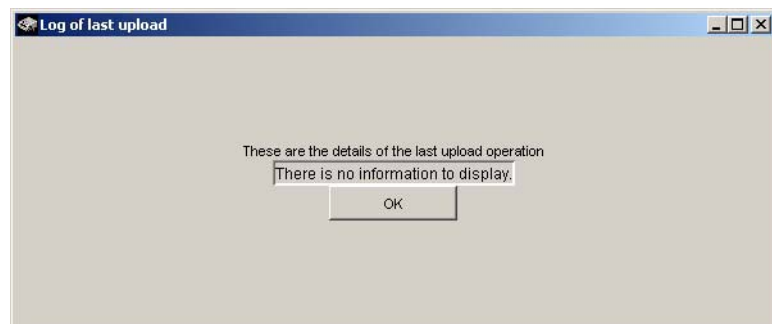 Log of last upload
These are the details of the last upload operation
There is no information to display.
OK